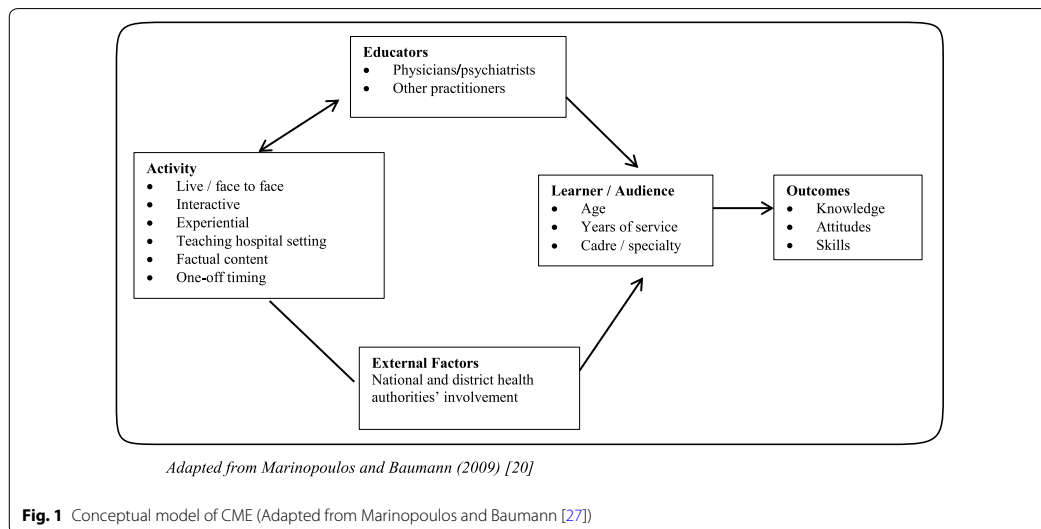 Educators
• Physicians/psychiatrists
• Other practitioners
Activity
• Live / face to face
• Interactive
• Experiential
• Teaching hospital setting
• Factual content
• One-off timing
Learner / Audience
• Age
• Years of service
• Cadre / specialty
Outcomes
• Knowledge
• Attitudes
• Skills
External Factors
National and district health
authorities’ involvement
Adapted from Marinopoulos and Baumann (2009) [20]
Fig. 1 Conceptual model of CME (Adapted from Marinopoulos and Baumann [27])